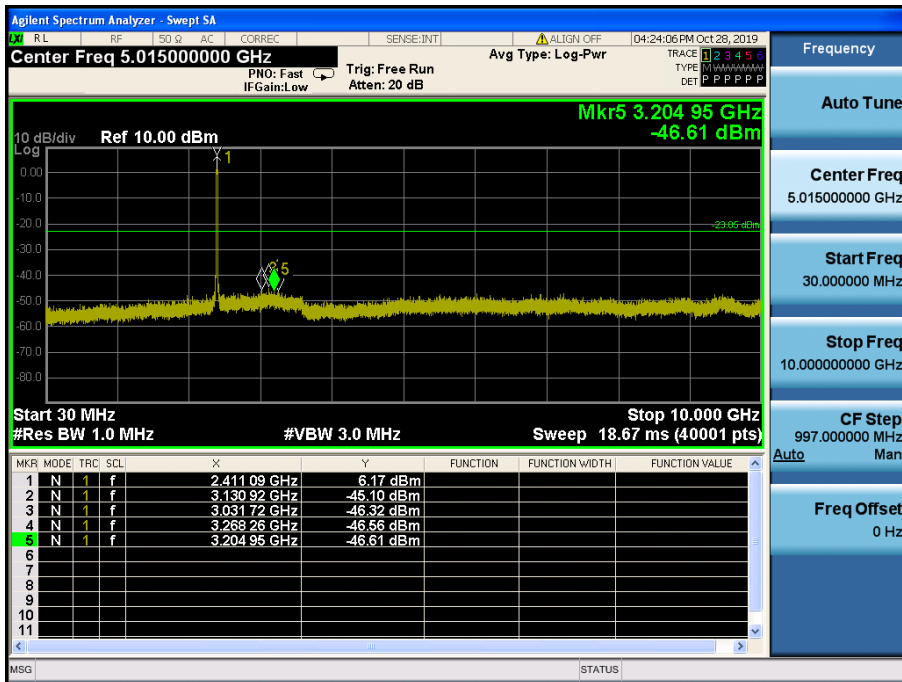 Agilent Spectrum Analyzer - Swept SA
LXI RL RF 50 Ω AC CORREC SENSE:INT ALIGN OFF 04:24:06 PM Oct 28, 2019
Center Freq 5.015000000 GHz
PNO: Fast
IFGain:Low
Trig: Free Run
Atten: 20 dB
Avg Type: Log-Pwr
TRACE 1 2 3 4 5 6
TYPE M
DET P P P P P P
Mkr5 3.204 95 GHz
-46.61 dBm
10 dB/div Ref 10.00 dBm
Log
1
0.00
-10.0
-20.0
-23.85 dBm
-30.0
5
-40.0
-50.0
-60.0
-70.0
-80.0
Start 30 MHz Stop 10.000 GHz
#Res BW 1.0 MHz #VBW 3.0 MHz Sweep 18.67 ms (40001 pts)
MKR MODE TRC SCL X Y FUNCTION FUNCTION WIDTH FUNCTION VALUE
1 N 1 f 2.411 09 GHz 6.17 dBm
2 N 1 f 3.130 92 GHz -45.10 dBm
3 N 1 f 3.031 72 GHz -46.32 dBm
4 N 1 f 3.268 26 GHz -46.56 dBm
5 N 1 f 3.204 95 GHz -46.61 dBm
6
7
8
9
10
11
MSG STATUS
Frequency
Auto Tune
Center Freq
5.015000000 GHz
Start Freq
30.000000 MHz
Stop Freq
10.000000000 GHz
CF Step
997.000000 MHz
Auto Man
Freq Offset
0 Hz